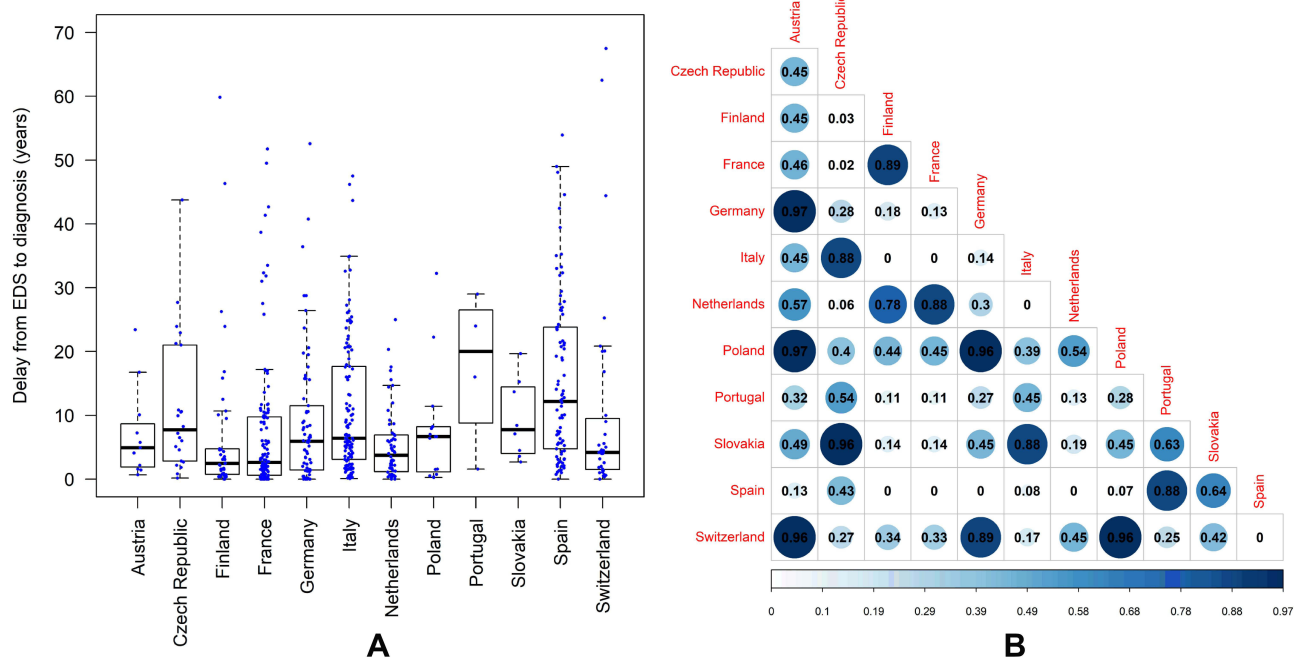 Delay from EDS to diagnosis (years)
70
60
50
40
30
20
10
0
Austria
Czech Republic
Finland
France
Germany
Italy
Netherlands
Poland
Portugal
Slovakia
Spain
Switzerland
A
Austria
Czech Republic 0.45 Czech Republic
Finland 0.45 0.03 Finland
France 0.46 0.02 0.89 France
Germany 0.97 0.28 0.18 0.13 Germany
Italy 0.45 0.88 0 0 0.14 Italy
Netherlands 0.57 0.06 0.78 0.88 0.3 0 Netherlands
Poland 0.97 0.4 0.44 0.45 0.96 0.39 0.54 Poland
Portugal 0.32 0.54 0.11 0.11 0.27 0.45 0.13 0.28 Portugal
Slovakia 0.49 0.96 0.14 0.14 0.45 0.88 0.19 0.45 0.63 Slovakia
Spain 0.13 0.43 0 0 0.08 0 0 0.07 0.88 0.64 Spain
Switzerland 0.96 0.27 0.34 0.33 0.89 0.17 0.45 0.96 0.25 0.42 0
0 0.1 0.19 0.29 0.39 0.49 0.58 0.68 0.78 0.88 0.97
B